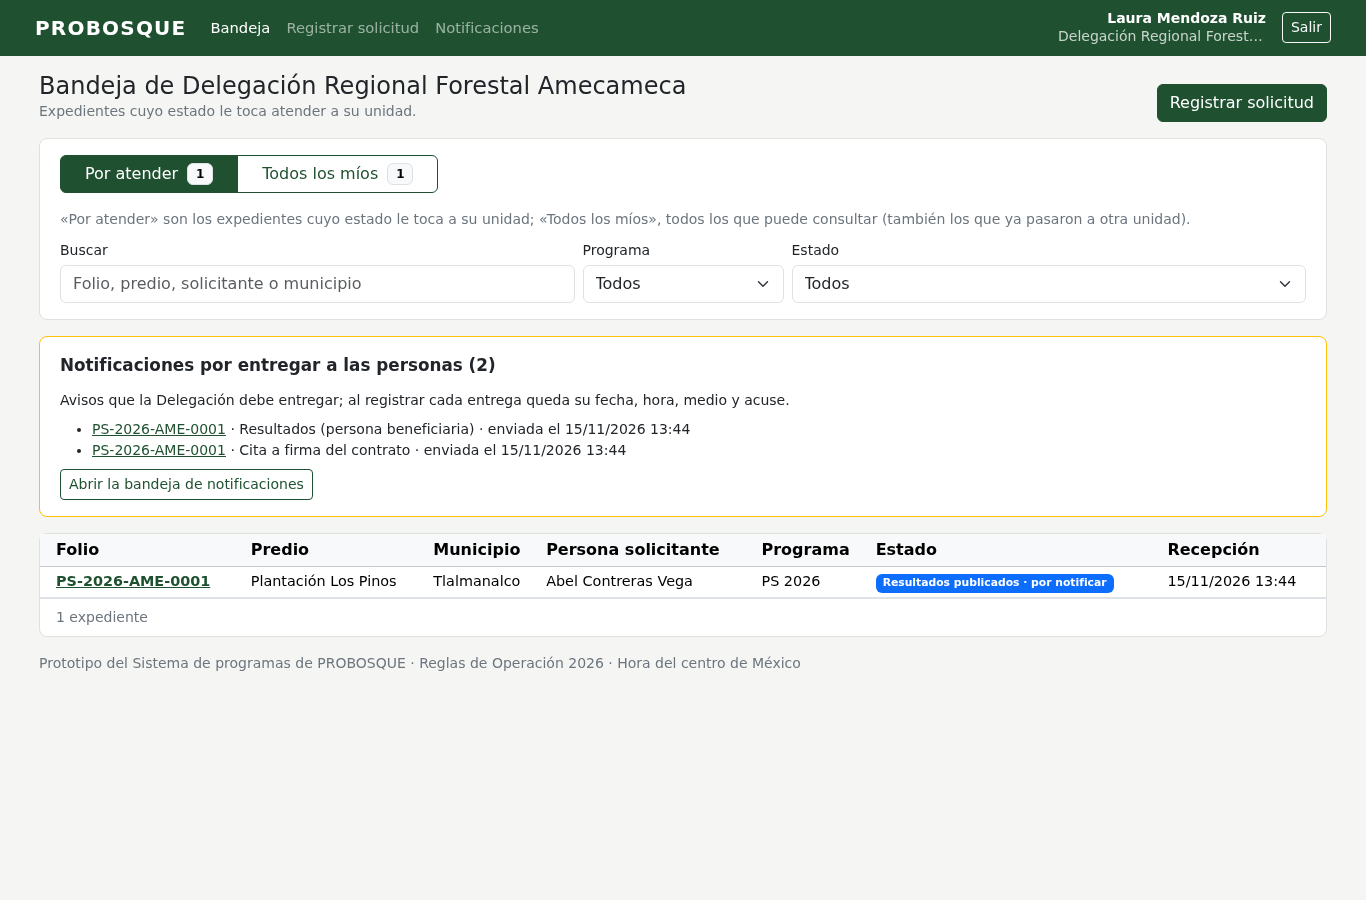 PROBOSQUE Bandeja Registrar solicitud Notificaciones
Laura Mendoza Ruiz
Delegación Regional Forest...
Salir
Bandeja de Delegación Regional Forestal Amecameca
Expedientes cuyo estado le toca atender a su unidad.
Registrar solicitud
Por atender 1 Todos los míos 1
«Por atender» son los expedientes cuyo estado le toca a su unidad; «Todos los míos», todos los que puede consultar (también los que ya pasaron a otra unidad).
Buscar Programa Estado
Folio, predio, solicitante o municipio Todos Todos
Notificaciones por entregar a las personas (2)
Avisos que la Delegación debe entregar; al registrar cada entrega queda su fecha, hora, medio y acuse.
• PS-2026-AME-0001 · Resultados (persona beneficiaria) · enviada el 15/11/2026 13:44
• PS-2026-AME-0001 · Cita a firma del contrato · enviada el 15/11/2026 13:44
Abrir la bandeja de notificaciones
Folio Predio Municipio Persona solicitante Programa Estado Recepción
PS-2026-AME-0001 Plantación Los Pinos Tlalmanalco Abel Contreras Vega PS 2026 Resultados publicados · por notificar 15/11/2026 13:44
1 expediente
Prototipo del Sistema de programas de PROBOSQUE · Reglas de Operación 2026 · Hora del centro de México